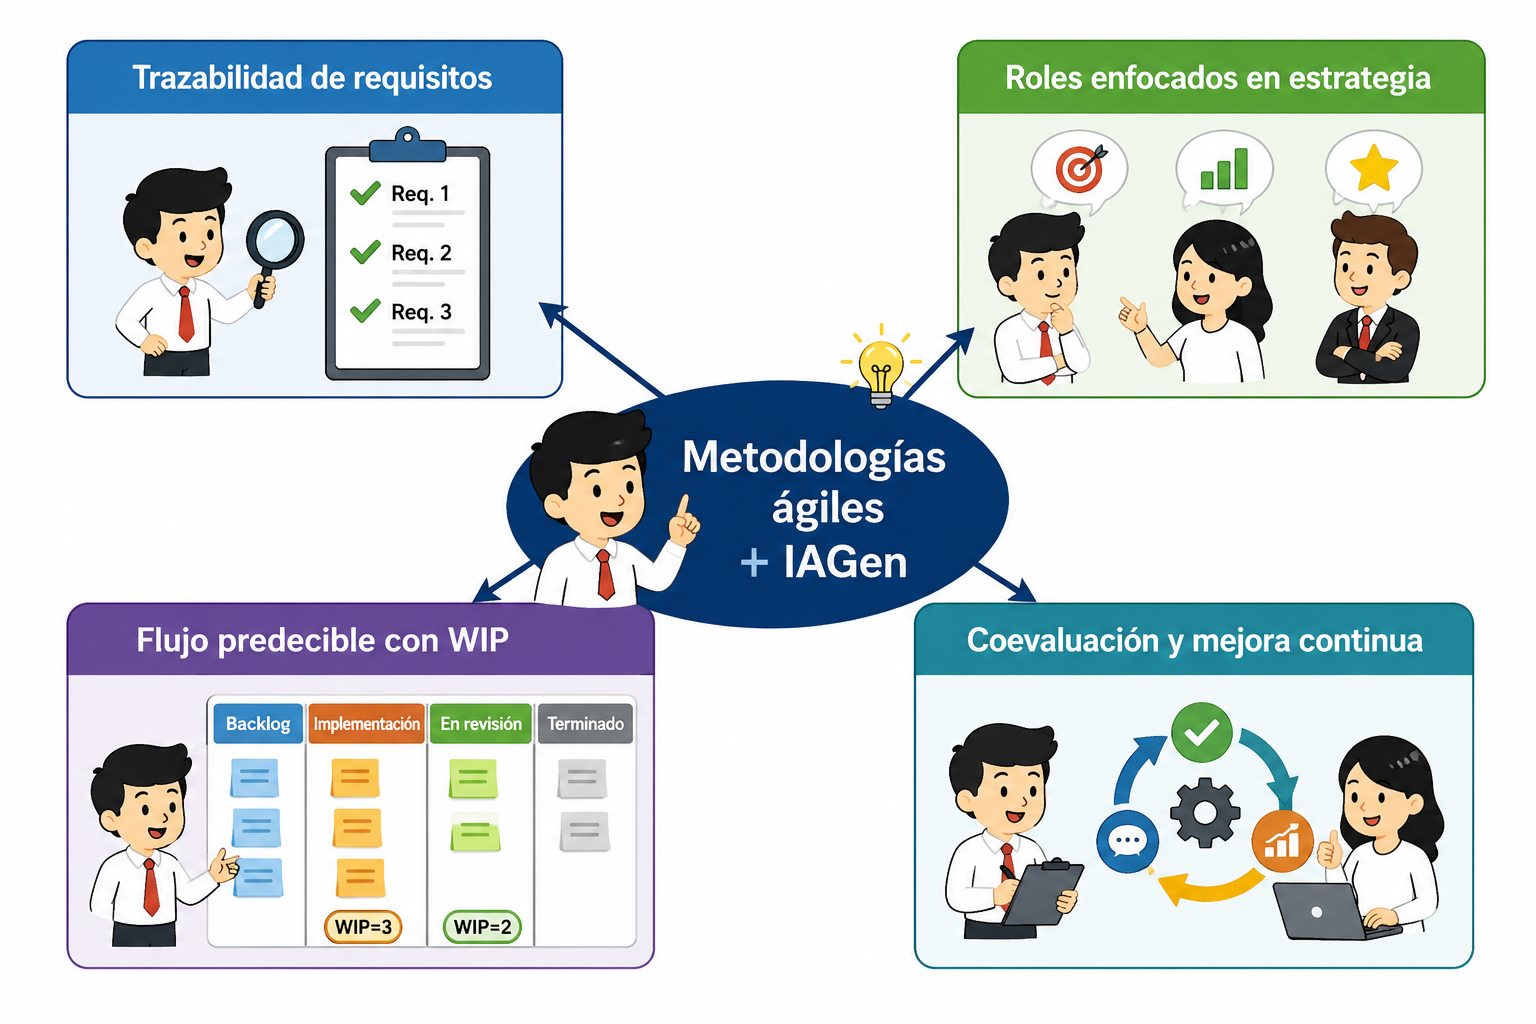 Trazabilidad de requisitos
Req. 1
Req. 2
Req. 3
Roles enfocados en estrategia
Metodologías
ágiles
+ IAGen
Flujo predecible con WIP
Backlog
Implementación
En revisión
Terminado
WIP=3
WIP=2
Coevaluación y mejora continua